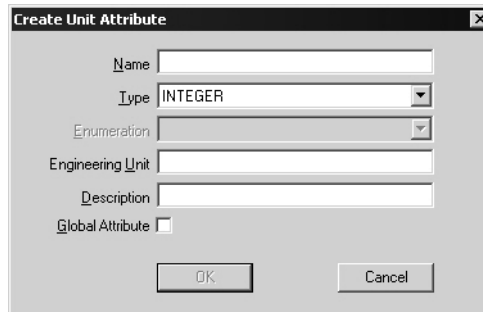 Create Unit Attribute
Name
Type INTEGER
Enumeration
Engineering Unit
Description
Global Attribute
OK Cancel